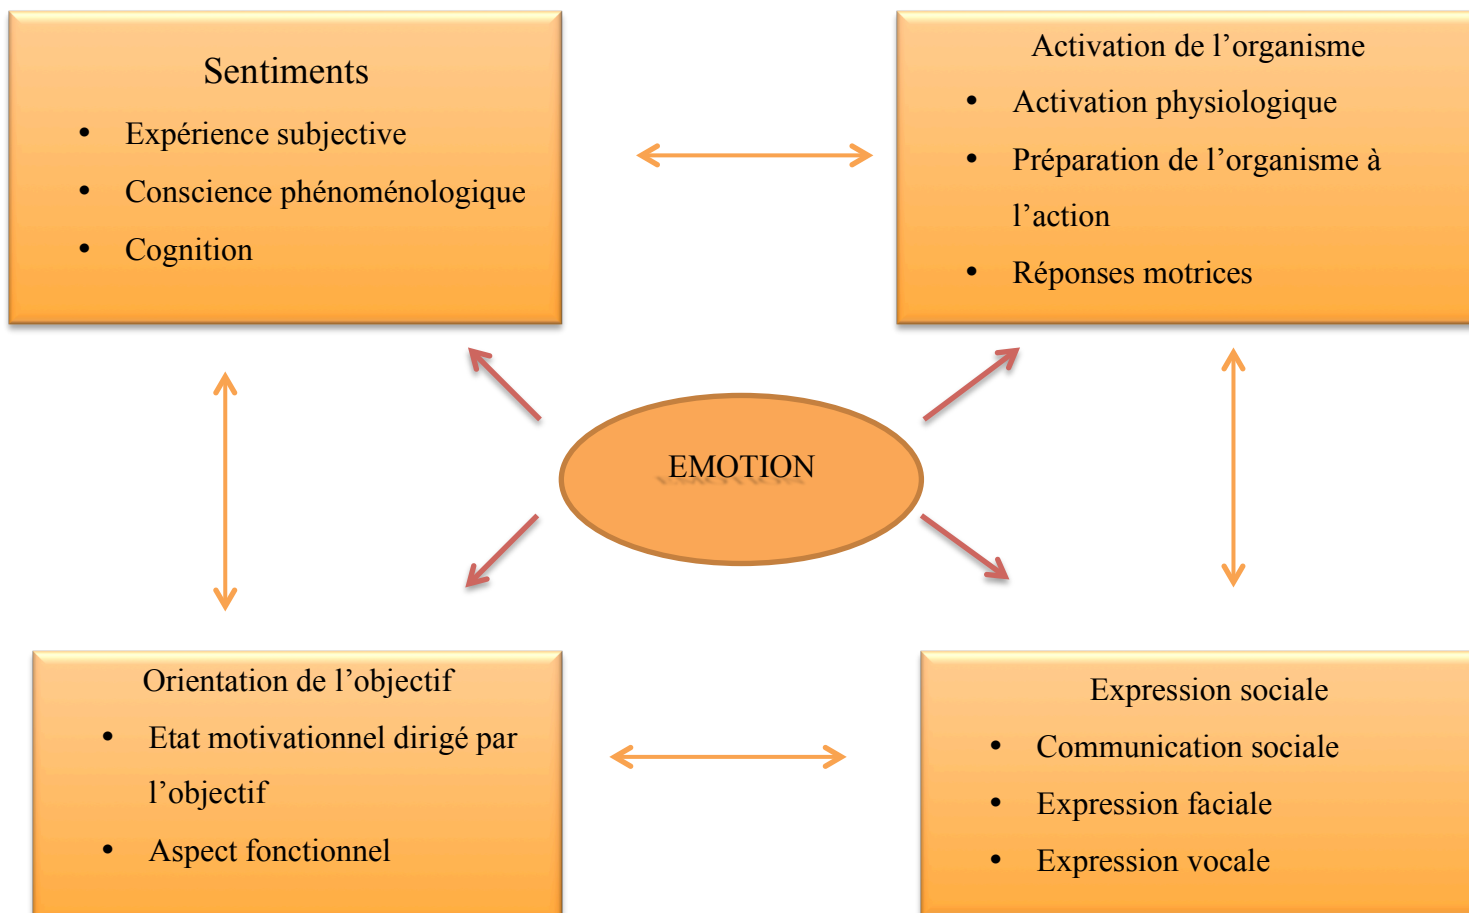 Sentiments
• Expérience subjective
• Conscience phénoménologique
• Cognition
Activation de l’organisme
• Activation physiologique
• Préparation de l’organisme à
l’action
• Réponses motrices
EMOTION
Orientation de l’objectif
• Etat motivationnel dirigé par
l’objectif
• Aspect fonctionnel
Expression sociale
• Communication sociale
• Expression faciale
• Expression vocale